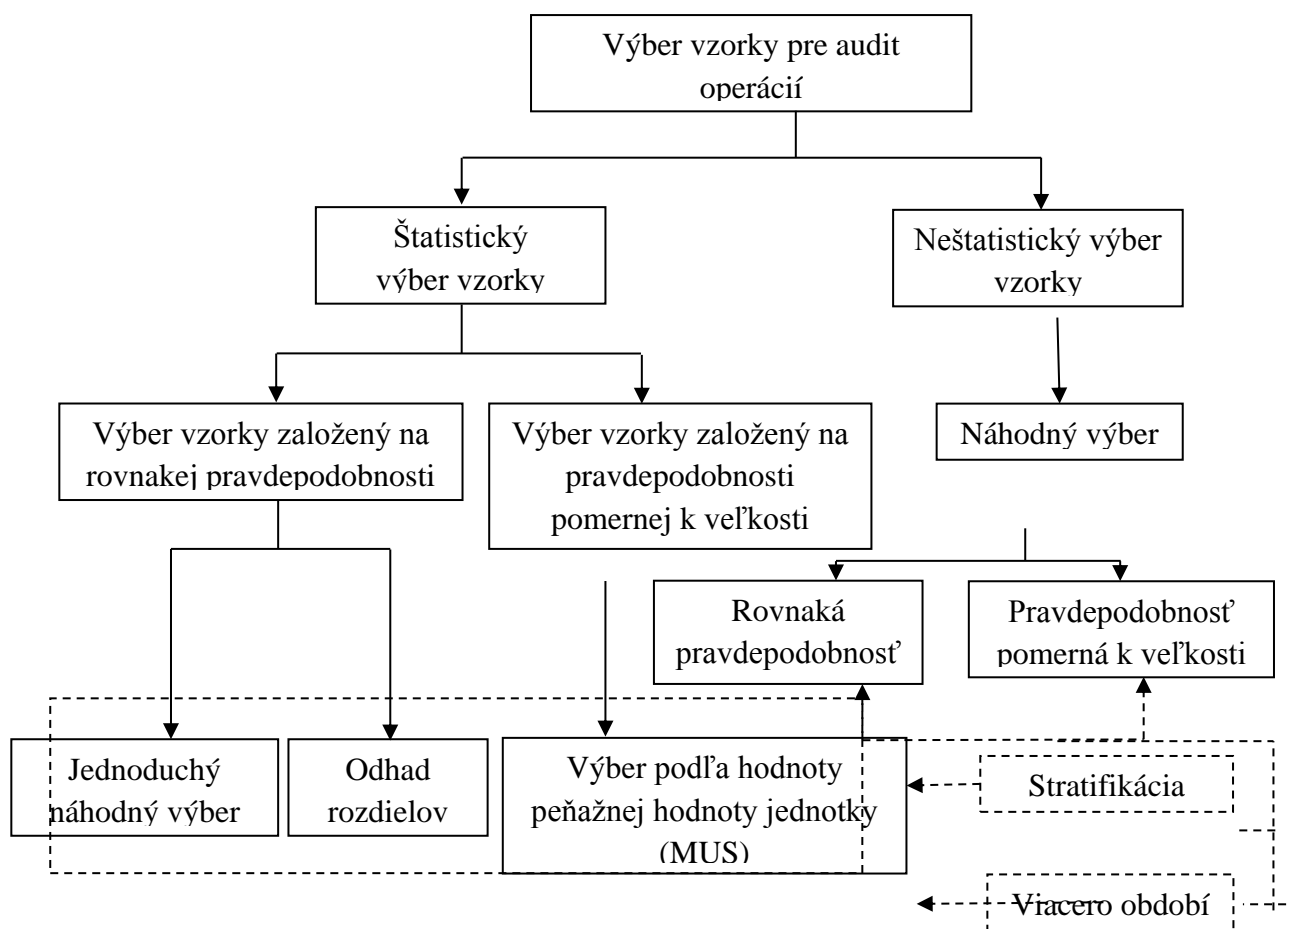 Výber vzorky pre audit
operácií
Štatistický
výber vzorky
Neštatistický výber
vzorky
Výber vzorky založený na
rovnakej pravdepodobnosti
Výber vzorky založený na
pravdepodobnosti
pomernej k veľkosti
Náhodný výber
Rovnaká
pravdepodobnosť
Pravdepodobnosť
pomerná k veľkosti
Jednoduchý
náhodný výber
Odhad
rozdielov
Výber podľa hodnoty
peňažnej hodnoty jednotky
(MUS)
Stratifikácia
Viacero období